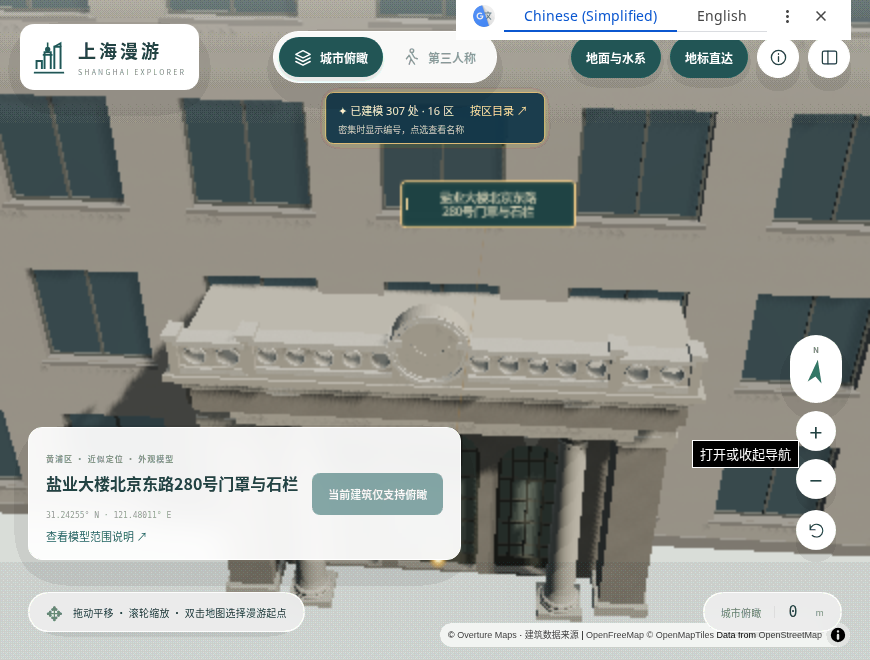 Chinese (Simplified)
English
上海漫游
SHANGHAI EXPLORER
城市俯瞰
第三人称
地面与水系
地标直达
✦ 已建模 307 处 · 16 区 按区目录 ↗
密集时显示编号，点选查看名称
盐业大楼北京东路
280号门罩与石栏
N
打开或收起导航
黄浦区 · 近似定位 · 外观模型
盐业大楼北京东路280号门罩与石栏
当前建筑仅支持俯瞰
31.24255° N · 121.48011° E
查看模型范围说明 ↗
拖动平移 · 滚轮缩放 · 双击地图选择漫游起点
城市俯瞰 0 m
© Overture Maps · 建筑数据来源 | OpenFreeMap © OpenMapTiles Data from OpenStreetMap